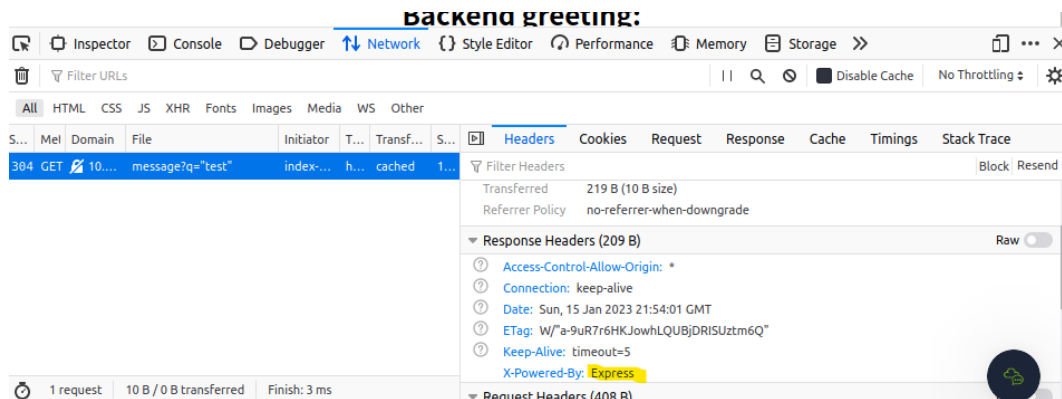 Backend greeting:
Inspector Console Debugger Network {} Style Editor Performance Memory Storage
Filter URLs Disable Cache No Throttling
All HTML CSS JS XHR Fonts Images Media WS Other
S... Met Domain File Initiator T... Transf... S... Headers Cookies Request Response Cache Timings Stack Trace
304 GET 10.... message?q="test" index-... h... cached 1... Filter Headers Block Resend
Transferred 219 B (10 B size)
Referrer Policy no-referrer-when-downgrade
Response Headers (209 B) Raw
Access-Control-Allow-Origin: *
Connection: keep-alive
Date: Sun, 15 Jan 2023 21:54:01 GMT
ETag: W/"a-9uR7r6HKJowhLQUBjDRISUztm6Q"
Keep-Alive: timeout=5
X-Powered-By: Express
1 request 10 B / 0 B transferred Finish: 3 ms Request Headers (408 B)